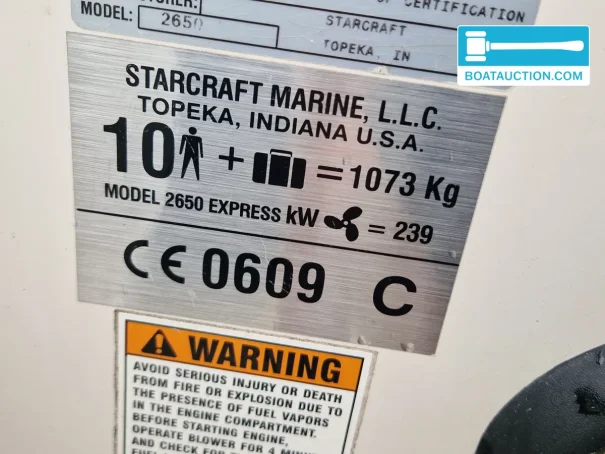 OF CERTIFICATION
MODEL: 2650
STARCRAFT
TOPEKA, IN
BOATAUCTION.COM
STARCRAFT MARINE, L.L.C.
TOPEKA, INDIANA U.S.A.
10 + = 1073 Kg
MODEL 2650 EXPRESS kW = 239
CE 0609 C
WARNING
AVOID SERIOUS INJURY OR DEATH
FROM FIRE OR EXPLOSION DUE TO
THE PRESENCE OF FUEL VAPORS
IN THE ENGINE COMPARTMENT.
BEFORE STARTING ENGINE,
OPERATE BLOWER FOR 4
AND CHECK FOR